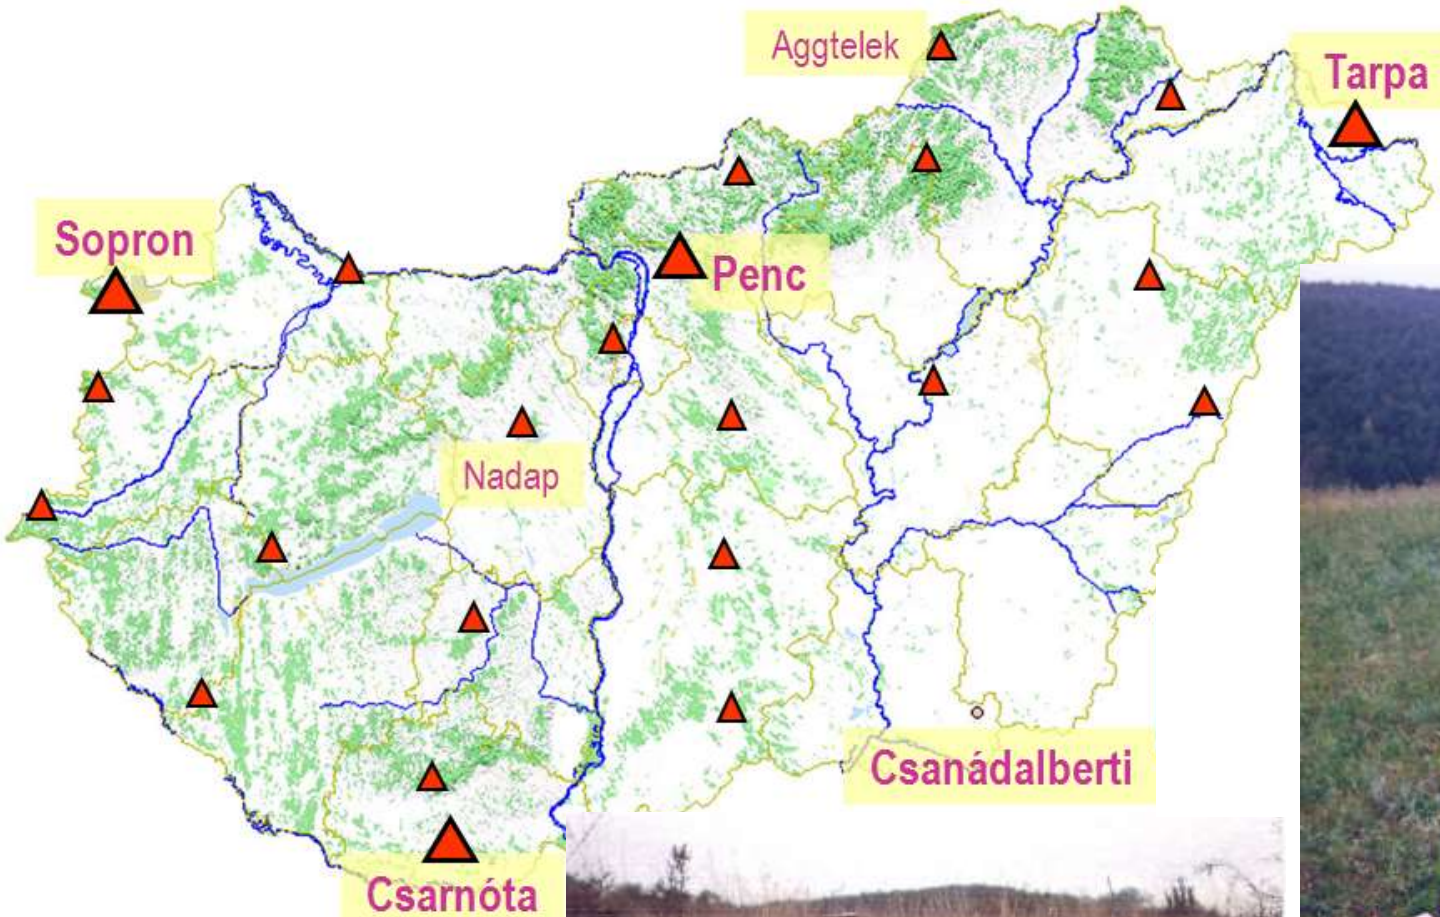 Aggtelek
Tarpa
Sopron
Penc
Nadap
Csanádalberti
Csarnóta